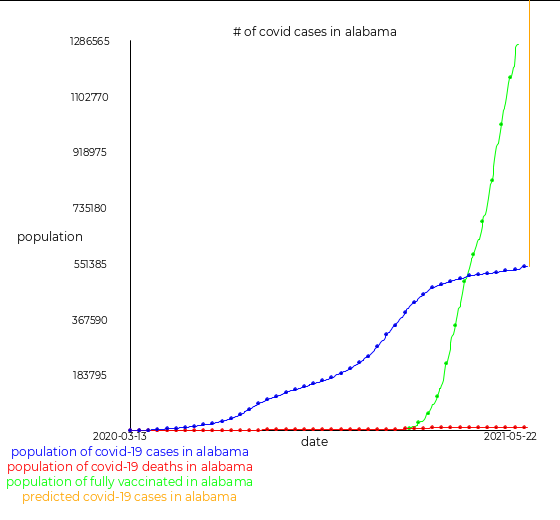 # of covid cases in alabama
1286565
1102770
918975
735180
population
551385
367590
183795
2020-03-13
date
2021-05-22
population of covid-19 cases in alabama
population of covid-19 deaths in alabama
population of fully vaccinated in alabama
predicted covid-19 cases in alabama